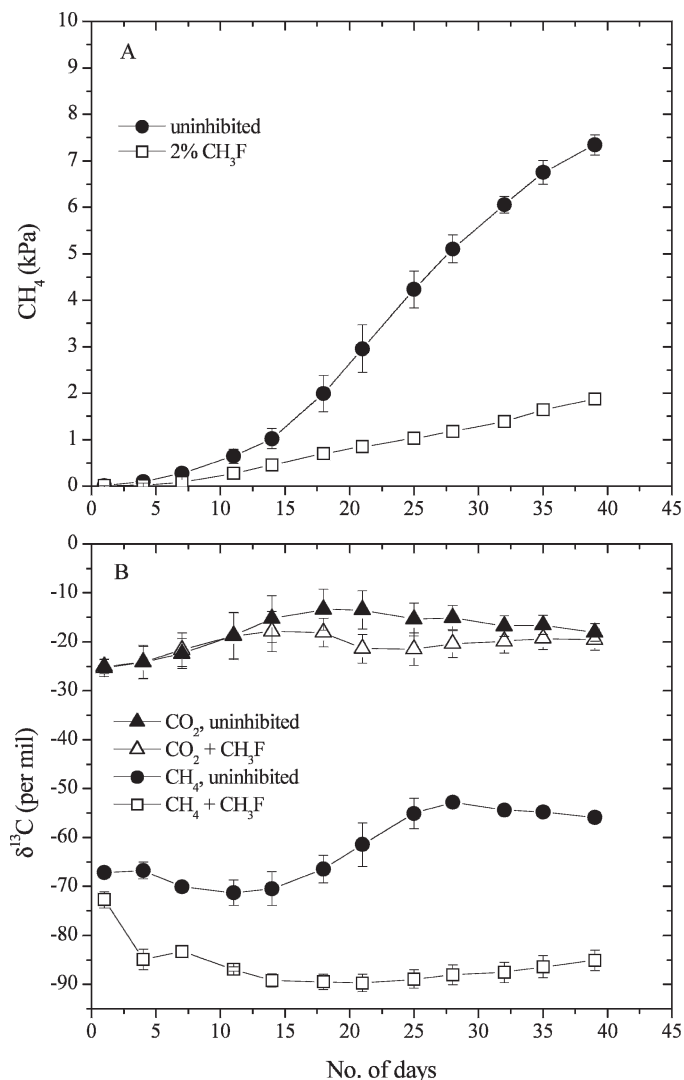 10
A
9
8
uninhibited
2% CH₃F
7
6
CH₄ (kPa)
5
4
3
2
1
0
0 5 10 15 20 25 30 35 40 45
0
B
-10
-20
-30
CO₂, uninhibited
CO₂ + CH₃F
-40
CH₄, uninhibited
CH₄ + CH₃F
-50
δ¹³C (per mil)
-60
-70
-80
-90
0 5 10 15 20 25 30 35 40 45
No. of days